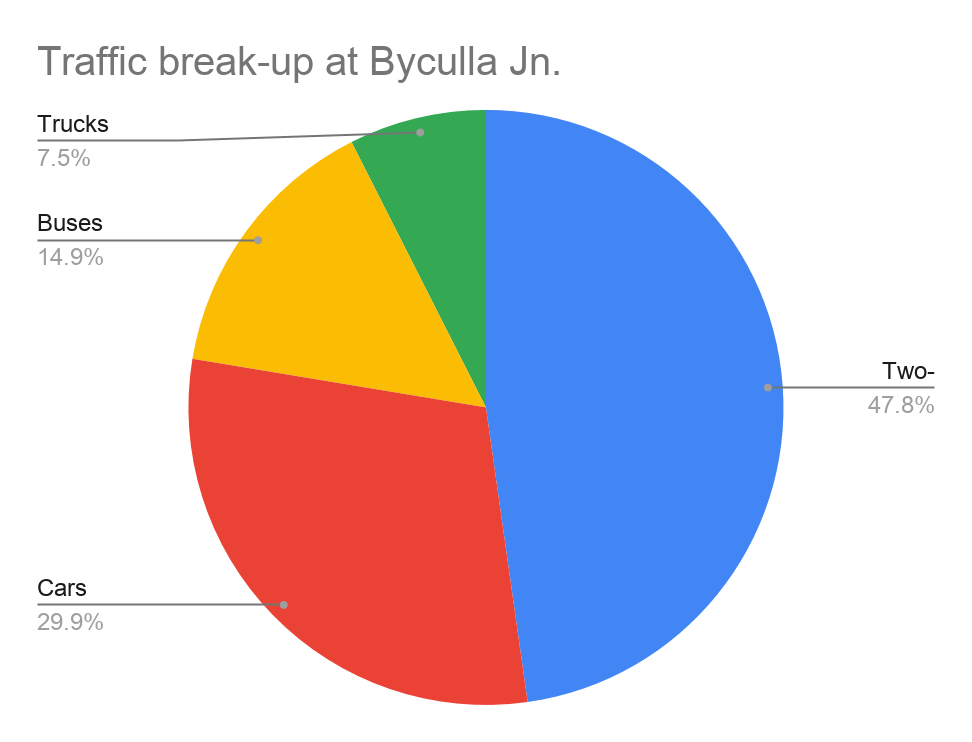 Traffic break-up at Byculla Jn.
Trucks
7.5%
Buses
14.9%
Two-
47.8%
Cars
29.9%